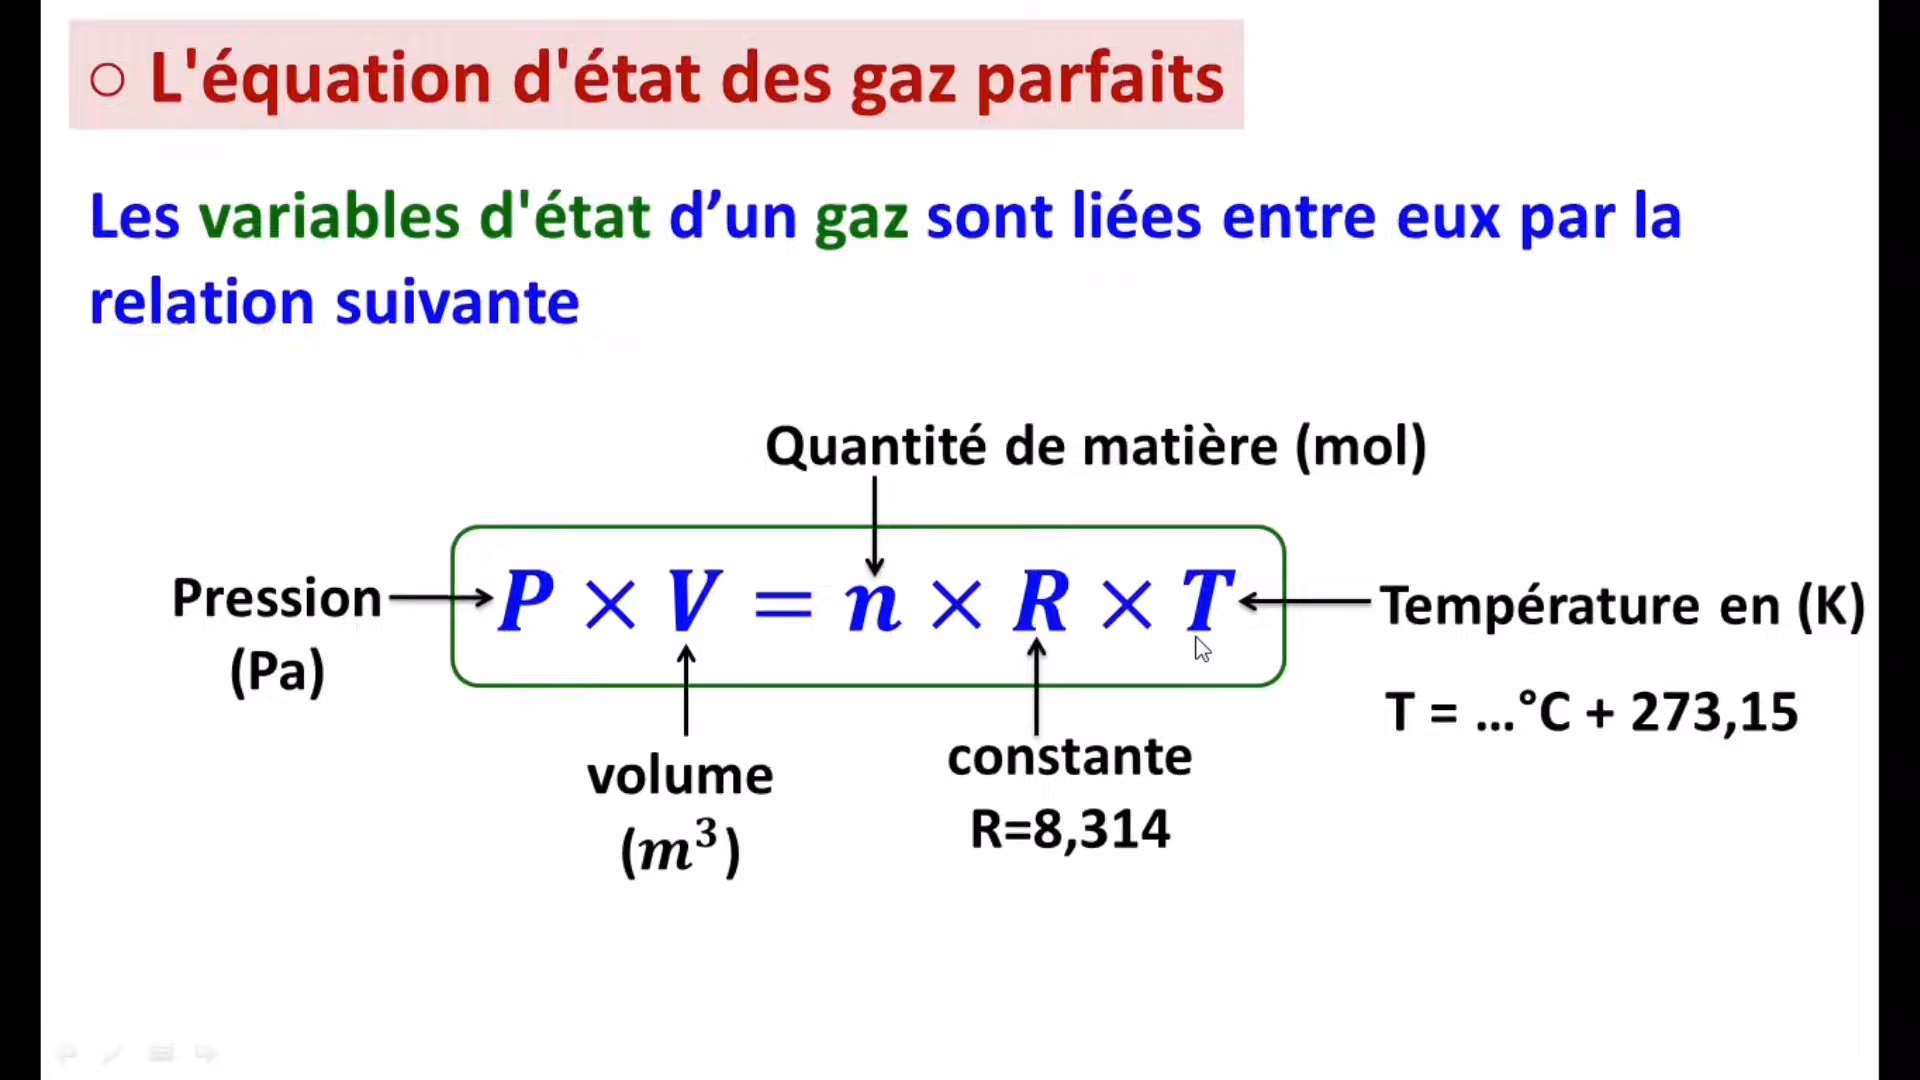 ○ L'équation d'état des gaz parfaits
Les variables d'état d’un gaz sont liées entre eux par la
relation suivante
Quantité de matière (mol)
Pression
(Pa)
P × V = n × R × T
Température en (K)
T = ...°C + 273,15
volume
(m³)
constante
R=8,314